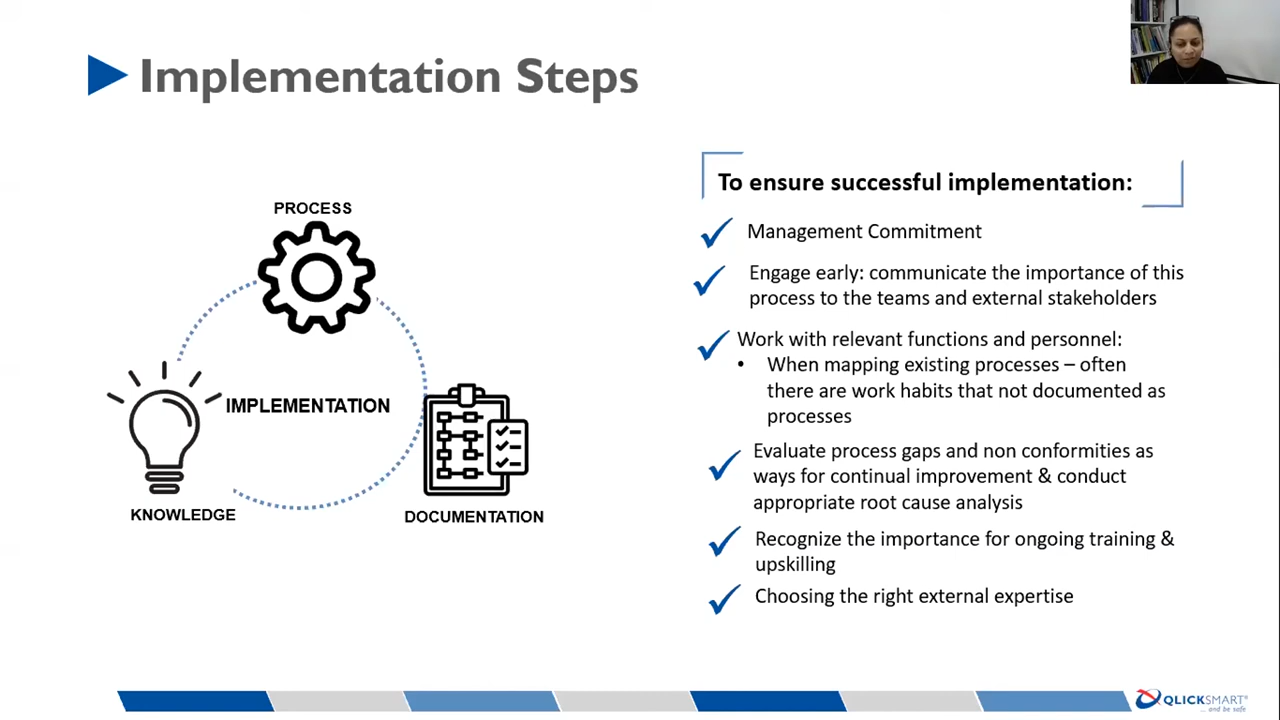 Implementation Steps
PROCESS
IMPLEMENTATION
KNOWLEDGE
DOCUMENTATION
To ensure successful implementation:
Management Commitment
Engage early: communicate the importance of this
process to the teams and external stakeholders
Work with relevant functions and personnel:
• When mapping existing processes – often
there are work habits that not documented as
processes
Evaluate process gaps and non conformities as
ways for continual improvement & conduct
appropriate root cause analysis
Recognize the importance for ongoing training &
upskilling
Choosing the right external expertise
QLICKSMART®
... and be safe